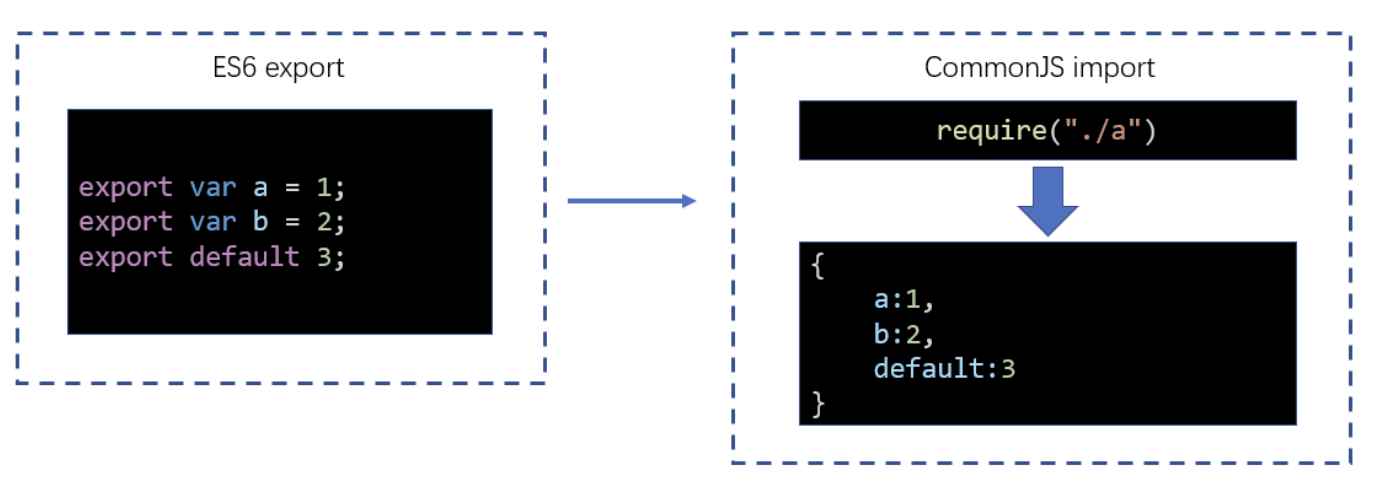 ES6 export
export var a = 1;
export var b = 2;
export default 3;
CommonJS import
require("./a")
{
a:1,
b:2,
default:3
}